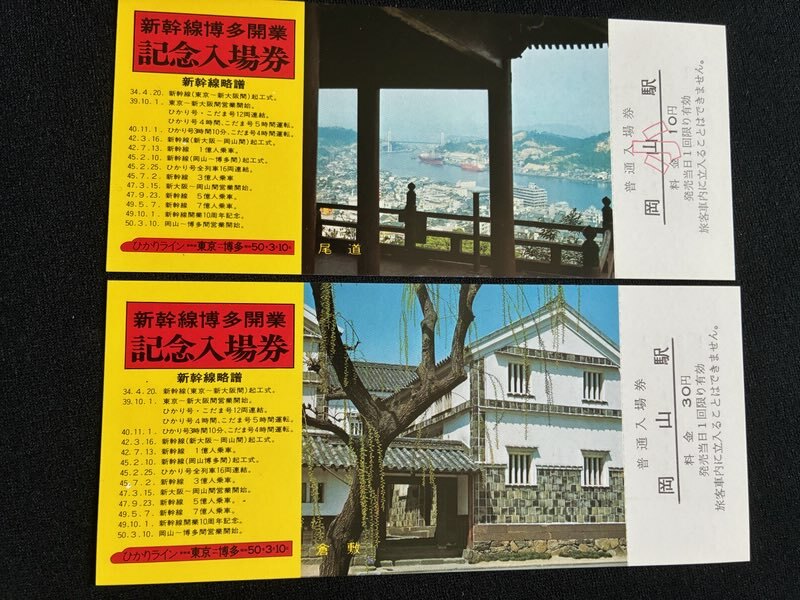 新幹線博多開業
記念入場券
新幹線略譜
34. 4. 20. 新幹線(東京〜新大阪間)起工式。
39. 10. 1. 東京〜新大阪間営業開始。
ひかり号・こだま号12両連結。
ひかり号4時間、こだま号5時間運転。
40. 11. 1. ひかり号3時間10分、こだま号4時間運転。
42. 3. 16. 新幹線(新大阪〜岡山間)起工式。
42. 7. 13. 新幹線 1億人乗車。
45. 2. 10. 新幹線(岡山〜博多間)起工式。
45. 2. 25. ひかり号全列車16両連結。
45. 7. 2. 新幹線 3億人乗車。
47. 3. 15. 新大阪〜岡山間営業開始。
47. 9. 23. 新幹線 5億人乗車。
49. 5. 7. 新幹線 7億人乗車。
49. 10. 1. 新幹線開業10周年記念。
50. 3. 10. 岡山〜博多間営業開始。
ひかりライン 東京 博多 50・3・10
尾道
普通入場券
岡山駅
小
料金 10円
発売当日1回限り有効
旅客車内に立入ることはできません。
新幹線博多開業
記念入場券
新幹線略譜
34. 4. 20. 新幹線(東京〜新大阪間)起工式。
39. 10. 1. 東京〜新大阪間営業開始。
ひかり号・こだま号12両連結。
ひかり号4時間、こだま号5時間運転。
40. 11. 1. ひかり号3時間10分、こだま号4時間運転。
42. 3. 16. 新幹線(新大阪〜岡山間)起工式。
42. 7. 13. 新幹線 1億人乗車。
45. 2. 10. 新幹線(岡山博多間)起工式。
45. 2. 25. ひかり号全列車16両連結。
45. 7. 2. 新幹線 3億人乗車。
47. 3. 15. 新大阪〜岡山間営業開始。
47. 9. 23. 新幹線 5億人乗車。
49. 5. 7. 新幹線 7億人乗車。
49. 10. 1. 新幹線開業10周年記念。
50. 3. 10. 岡山〜博多間営業開始。
ひかりライン 東京 博多 50・3・10
倉敷
普通入場券
岡山駅
料金 30円
発売当日1回限り有効
旅客車内に立入ることはできません。